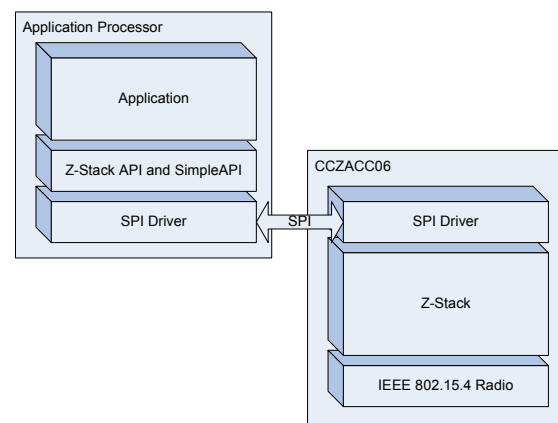 Application Processor
Application
Z-Stack API and SimpleAPI
SPI Driver
SPI
CCZACC06
SPI Driver
Z-Stack
IEEE 802.15.4 Radio